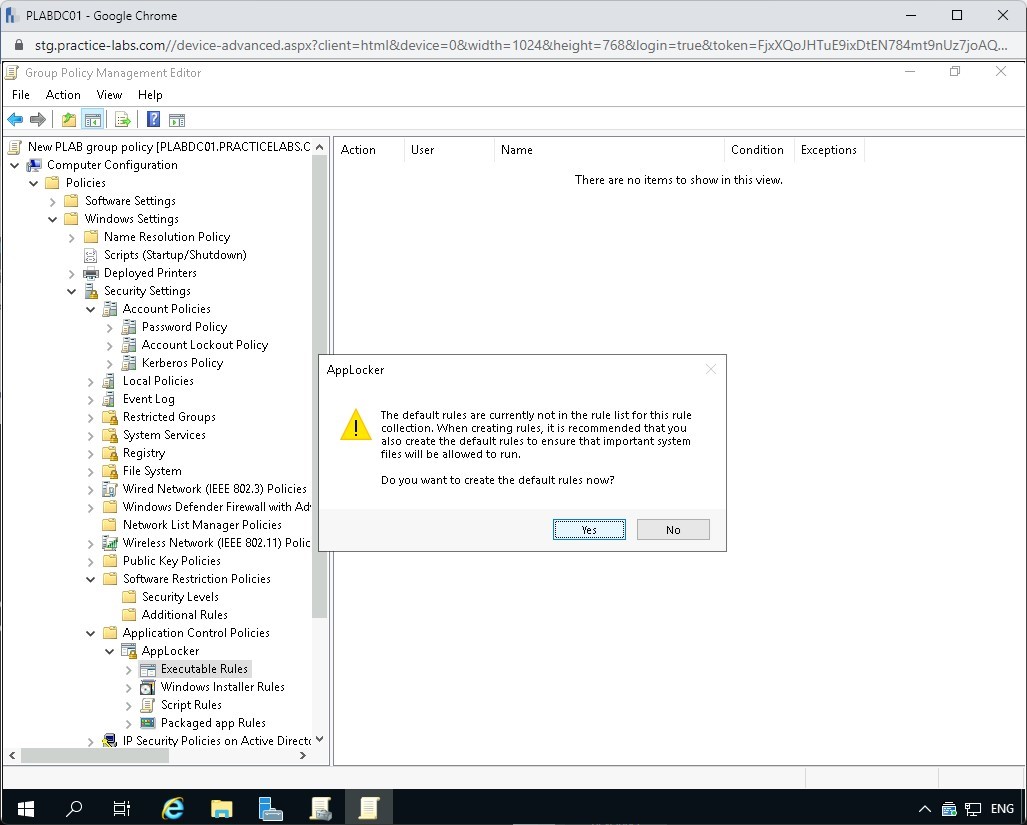 PLABDC01 - Google Chrome
stg.practice-labs.com//device-advanced.aspx?client=html&device=0&width=1024&height=768&login=true&token=FjxXQoJHTuE9ixDtEN784mt9nUz7joAQ...
Group Policy Management Editor
File Action View Help
New PLAB group policy [PLABDC01.PRACTICELABS.C
Computer Configuration
Policies
Software Settings
Windows Settings
Name Resolution Policy
Scripts (Startup/Shutdown)
Deployed Printers
Security Settings
Account Policies
Password Policy
Account Lockout Policy
Kerberos Policy
Local Policies
Event Log
Restricted Groups
System Services
Registry
File System
Wired Network (IEEE 802.3) Policies
Windows Defender Firewall with Adv
Network List Manager Policies
Wireless Network (IEEE 802.11) Polic
Public Key Policies
Software Restriction Policies
Security Levels
Additional Rules
Application Control Policies
AppLocker
Executable Rules
Windows Installer Rules
Script Rules
Packaged app Rules
IP Security Policies on Active Directo
Action User Name Condition Exceptions
There are no items to show in this view.
AppLocker
The default rules are currently not in the rule list for this rule
collection. When creating rules, it is recommended that you
also create the default rules to ensure that important system
files will be allowed to run.
Do you want to create the default rules now?
Yes No
ENG